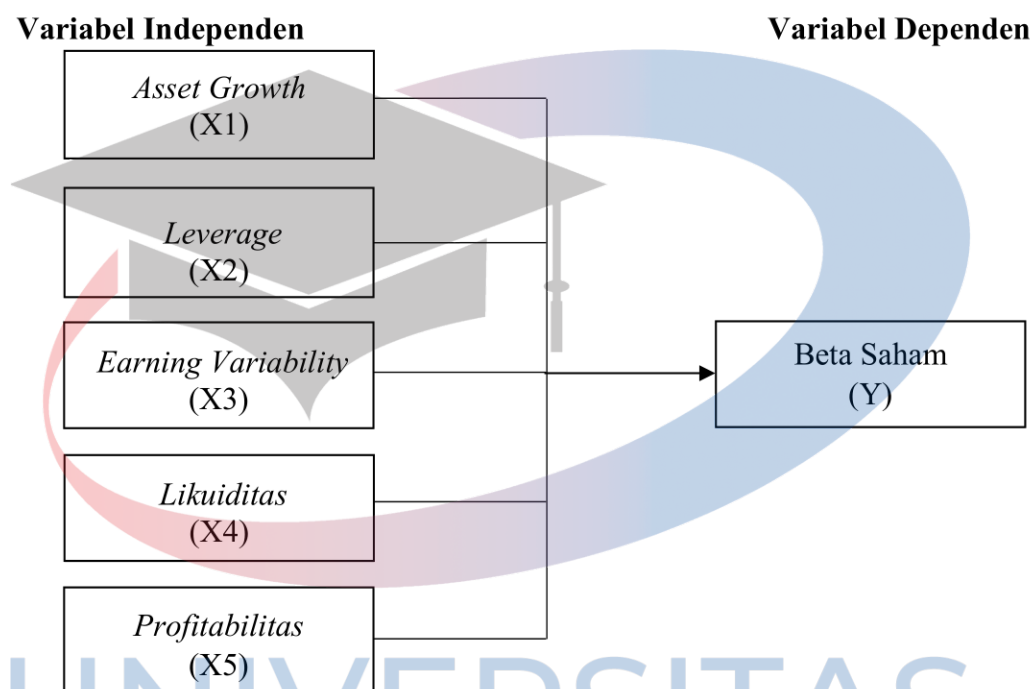 Variabel Independen
Variabel Dependen
Asset Growth
(X1)
Leverage
(X2)
Earning Variability
(X3)
Beta Saham
(Y)
Likuiditas
(X4)
Profitabilitas
(X5)
UNIVERSITAS